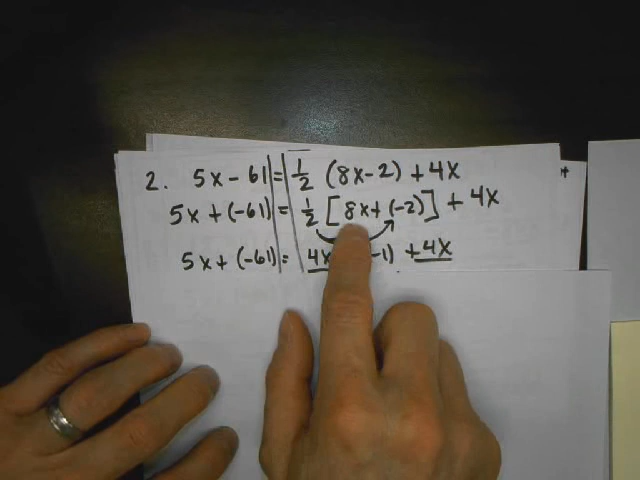 2. 5x - 61 = 1/2 (8x - 2) + 4x
5x + (-61) = 1/2 [8x + (-2)] + 4x
5x + (-61) = 4x -1) + 4x